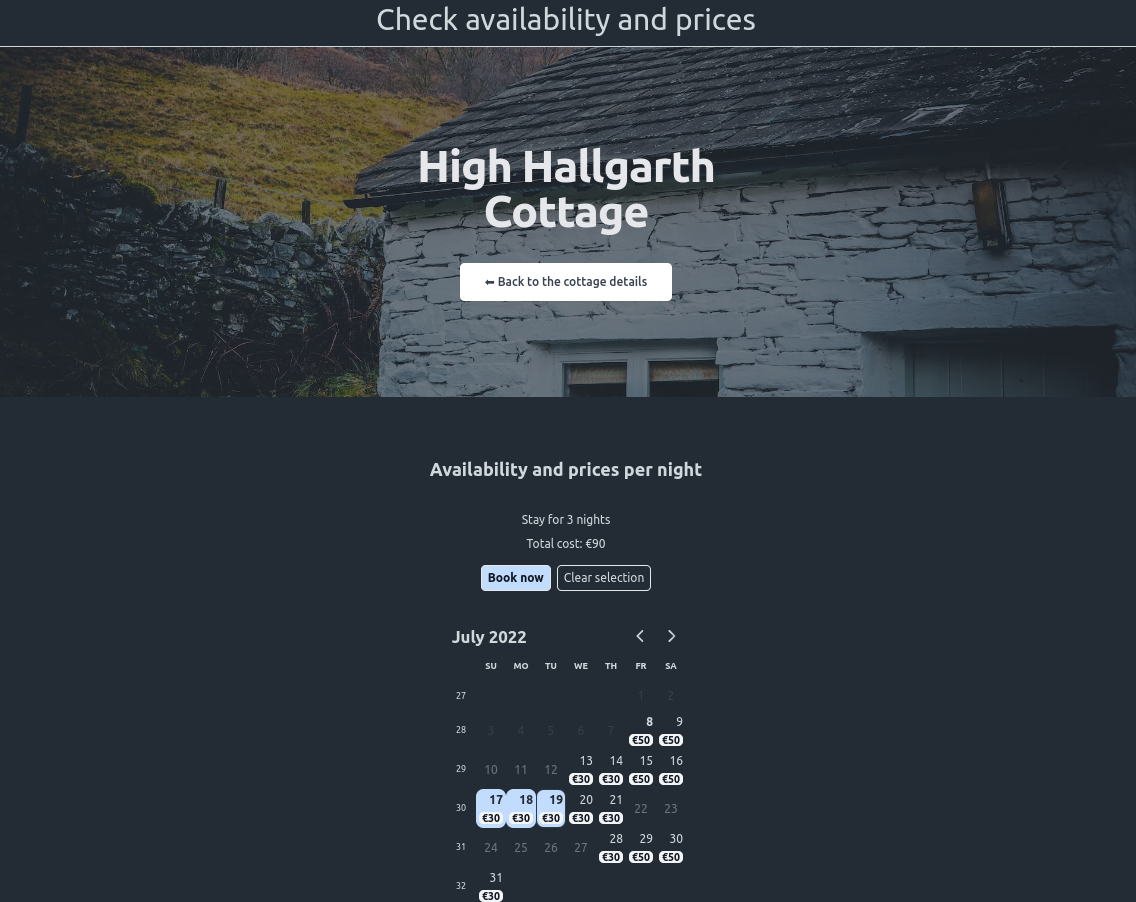 Check availability and prices
High Hallgarth
Cottage
⬅ Back to the cottage details
Availability and prices per night
Stay for 3 nights
Total cost: €90
Book now Clear selection
July 2022
SU MO TU WE TH FR SA
27 1 2
28 3 4 5 6 7 8 9
€50 €50
29 10 11 12 13 14 15 16
€30 €30 €50 €50
30 17 18 19 20 21 22 23
€30 €30 €30 €30 €30
31 24 25 26 27 28 29 30
€30 €50 €50
32 31
€30